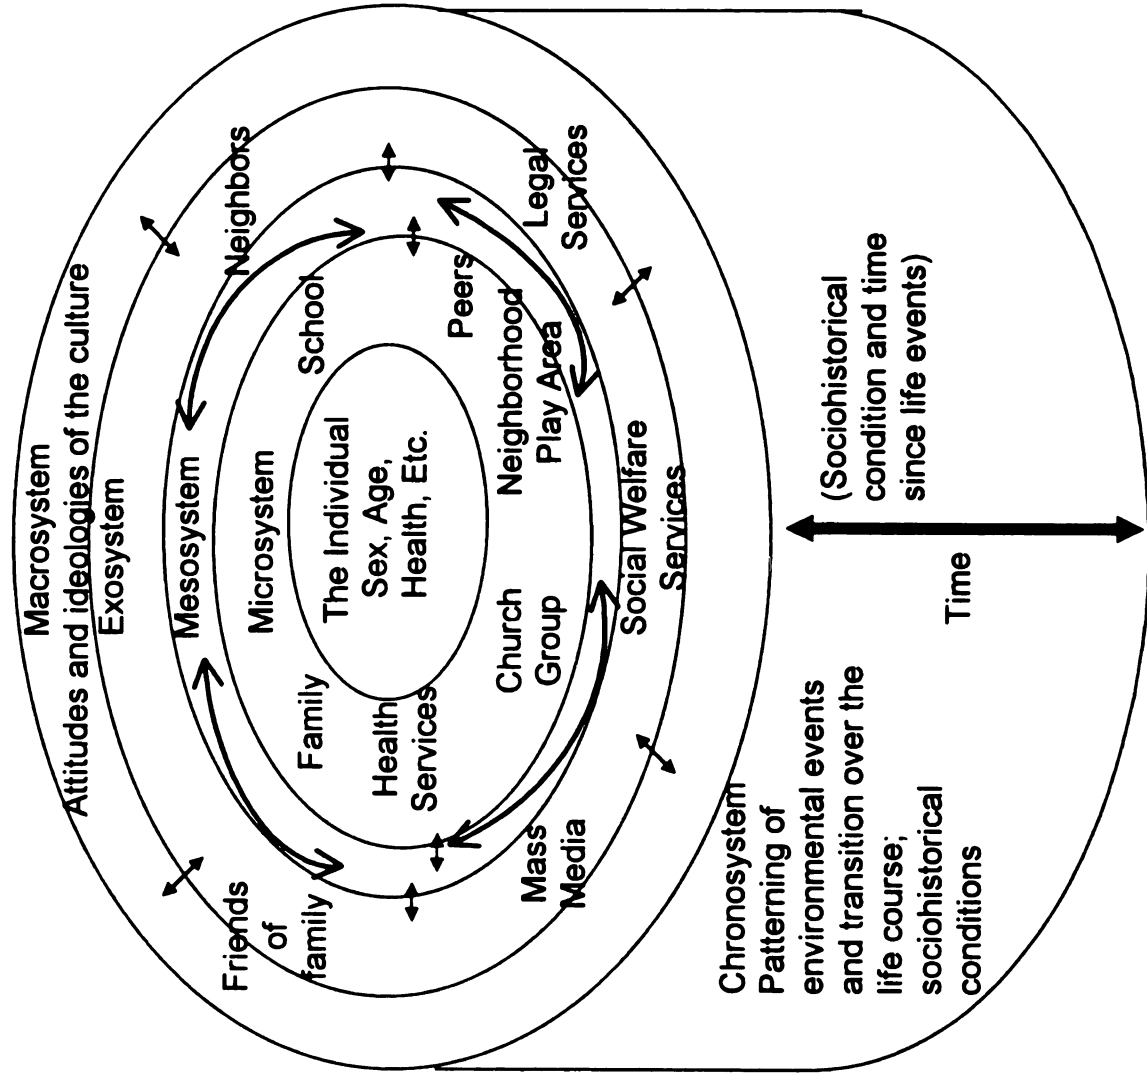 Macrosystem
Attitudes and ideologies of the culture
Exosystem
Mesosystem
Microsystem
The Individual
Sex, Age,
Health, Etc.
Friends
of
family
Neighbors
Family
School
Health
Services
Peers
Church
Group
Neighborhood
Play Area
Mass
Media
Legal
Services
Social Welfare
Services
Chronosystem
Patterning of
environmental events
and transition over the
life course;
sociohistorical
conditions
Time
(Sociohistorical
condition and time
since life events)